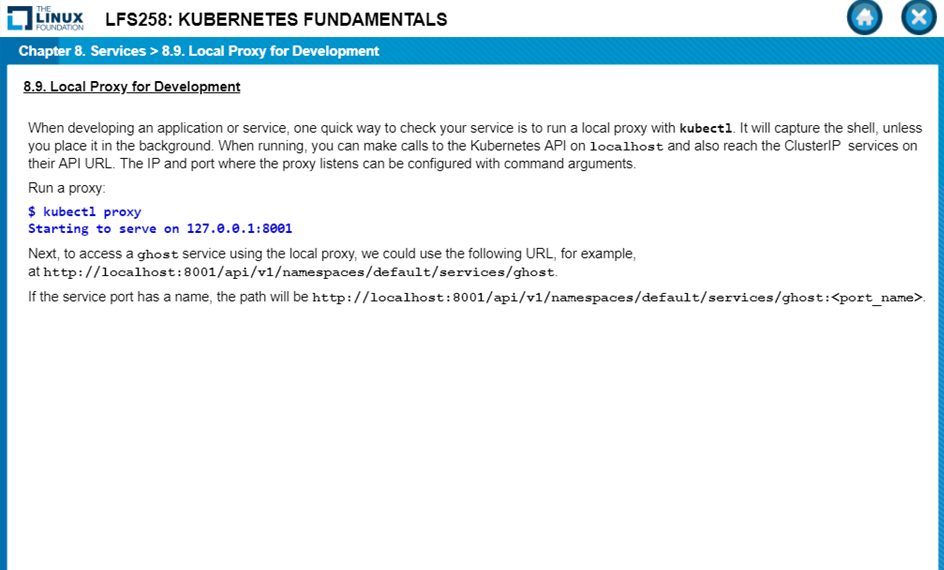 THE
LINUX
FOUNDATION
LFS258: KUBERNETES FUNDAMENTALS
Chapter 8. Services > 8.9. Local Proxy for Development
8.9. Local Proxy for Development
When developing an application or service, one quick way to check your service is to run a local proxy with kubectl. It will capture the shell, unless
you place it in the background. When running, you can make calls to the Kubernetes API on localhost and also reach the ClusterIP services on
their API URL. The IP and port where the proxy listens can be configured with command arguments.
Run a proxy:
$ kubectl proxy
Starting to serve on 127.0.0.1:8001
Next, to access a ghost service using the local proxy, we could use the following URL, for example,
at http://localhost:8001/api/v1/namespaces/default/services/ghost.
If the service port has a name, the path will be http://localhost:8001/api/v1/namespaces/default/services/ghost:<port_name>.